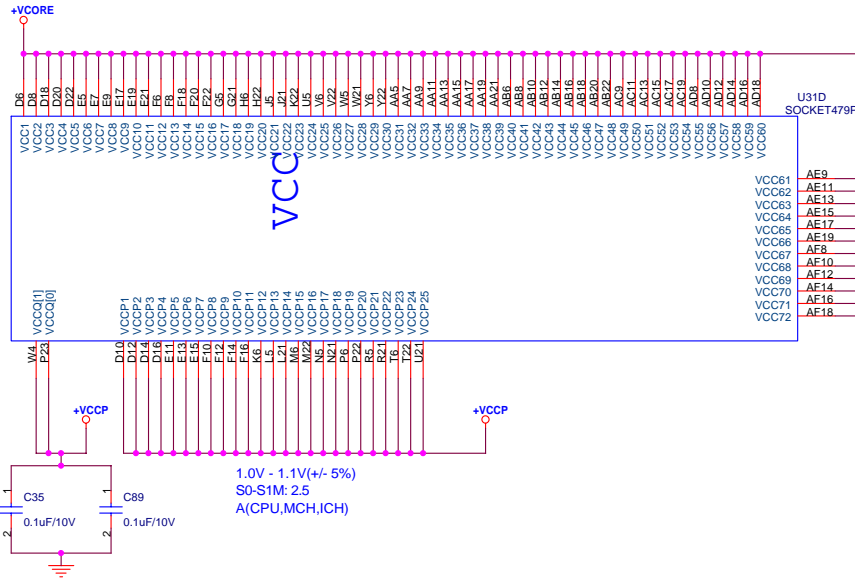 +VCORE
D6 D8 D18 D20 D22 E5 E7 E9 E17 E19 E21 F6 F8 F18 F20 F22 G5 G21 H6 H22 J5 J21 K22 U5 V6 V22 W5 W21 Y6 Y22 AA5 AA7 AA9 AA11 AA13 AA15 AA17 AA19 AA21 AB6 AB8 AB10 AB12 AB14 AB16 AB18 AB20 AB22 AC9 AC11 AC13 AC15 AC17 AC19 AD8 AD10 AD12 AD14 AD16 AD18
U31D
SOCKET479P
VCC1 VCC2 VCC3 VCC4 VCC5 VCC6 VCC7 VCC8 VCC9 VCC10 VCC11 VCC12 VCC13 VCC14 VCC15 VCC16 VCC17 VCC18 VCC19 VCC20 VCC21 VCC22 VCC23 VCC24 VCC25 VCC26 VCC27 VCC28 VCC29 VCC30 VCC31 VCC32 VCC33 VCC34 VCC35 VCC36 VCC37 VCC38 VCC39 VCC40 VCC41 VCC42 VCC43 VCC44 VCC45 VCC46 VCC47 VCC48 VCC49 VCC50 VCC51 VCC52 VCC53 VCC54 VCC55 VCC56 VCC57 VCC58 VCC59 VCC60
VCC
VCC61 AE9
VCC62 AE11
VCC63 AE13
VCC64 AE15
VCC65 AE17
VCC66 AE19
VCC67 AF8
VCC68 AF10
VCC69 AF12
VCC70 AF14
VCC71 AF16
VCC72 AF18
VCCQ[1] VCCQ[0] VCCP1 VCCP2 VCCP3 VCCP4 VCCP5 VCCP6 VCCP7 VCCP8 VCCP9 VCCP10 VCCP11 VCCP12 VCCP13 VCCP14 VCCP15 VCCP16 VCCP17 VCCP18 VCCP19 VCCP20 VCCP21 VCCP22 VCCP23 VCCP24 VCCP25
W4 P23 D10 D12 D14 D16 E11 E13 E15 F10 F12 F14 F16 K6 L5 L21 M6 M22 N5 N21 P6 P22 R5 R21 T6 T22 U21
+VCCP
+VCCP
1.0V - 1.1V(+/- 5%)
S0-S1M: 2.5
A(CPU,MCH,ICH)
1 C35 0.1uF/10V 2
1 C89 0.1uF/10V 2